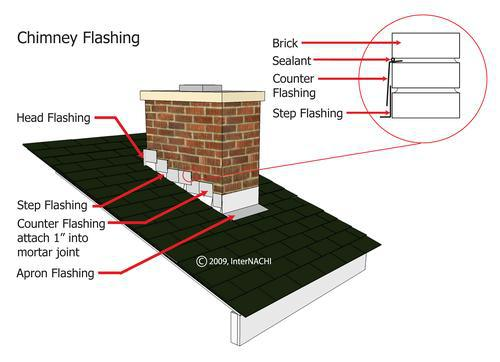 Chimney Flashing
Brick
Sealant
Counter
Flashing
Step Flashing
Head Flashing
Step Flashing
Counter Flashing
attach 1" into
mortar joint
Apron Flashing
© 2009, InterNACHI